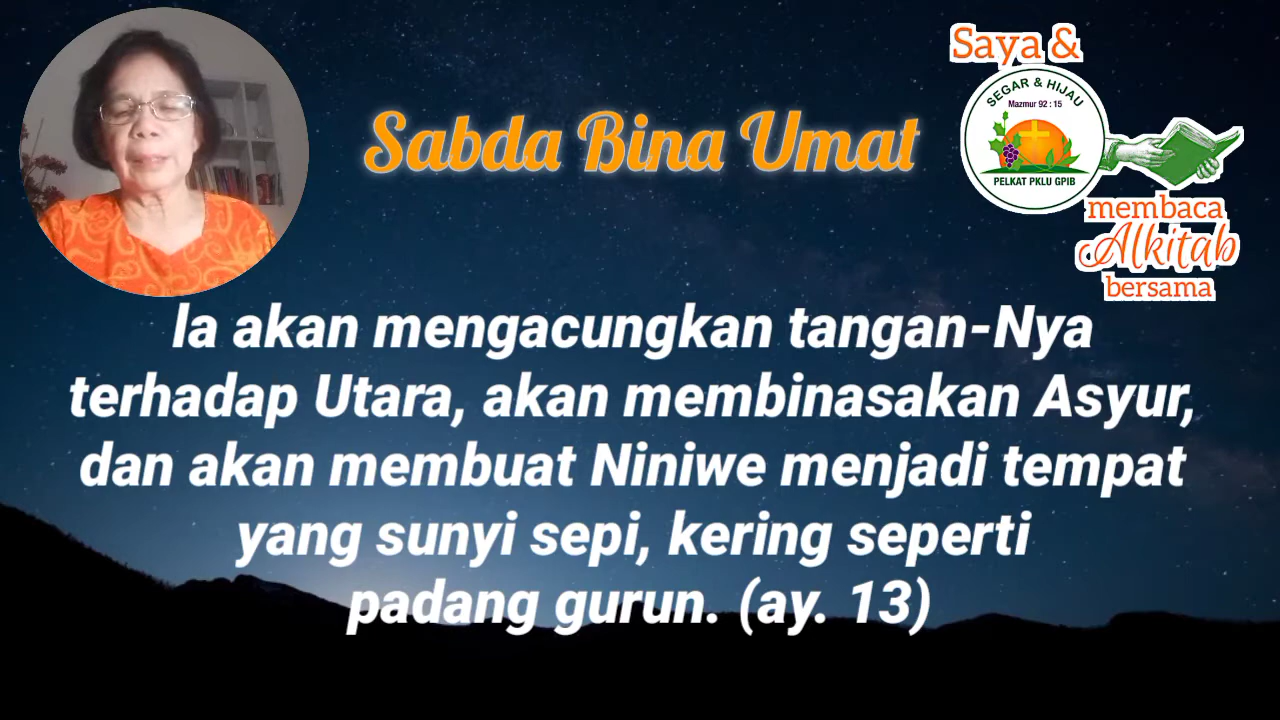 Saya &
SEGAR & HIJAU
Mazmur 92 : 15
PELKAT PKLU GPIB
membaca
Alkitab
bersama
Sabda Bina Umat
Ia akan mengacungkan tangan-Nya
terhadap Utara, akan membinasakan Asyur,
dan akan membuat Niniwe menjadi tempat
yang sunyi sepi, kering seperti
padang gurun. (ay. 13)